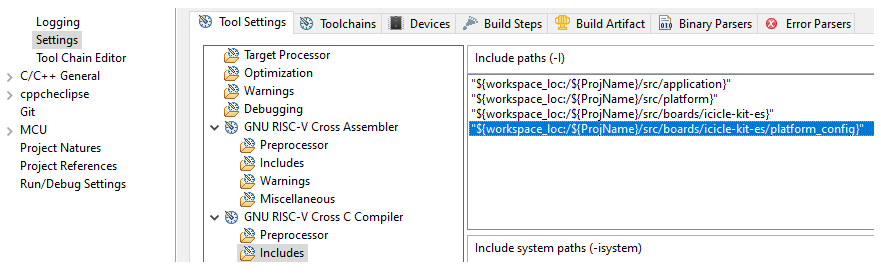 Logging
Settings
Tool Chain Editor
C/C++ General
cppcheclipse
Git
MCU
Project Natures
Project References
Run/Debug Settings
Tool Settings
Toolchains
Devices
Build Steps
Build Artifact
Binary Parsers
Error Parsers
Target Processor
Optimization
Warnings
Debugging
GNU RISC-V Cross Assembler
Preprocessor
Includes
Warnings
Miscellaneous
GNU RISC-V Cross C Compiler
Preprocessor
Includes
Include paths (-I)
"${workspace_loc:/${ProjName}/src/application}"
"${workspace_loc:/${ProjName}/src/platform}"
"${workspace_loc:/${ProjName}/src/boards/icicle-kit-es}"
"${workspace_loc:/${ProjName}/src/boards/icicle-kit-es/platform_config}"
Include system paths (-isystem)